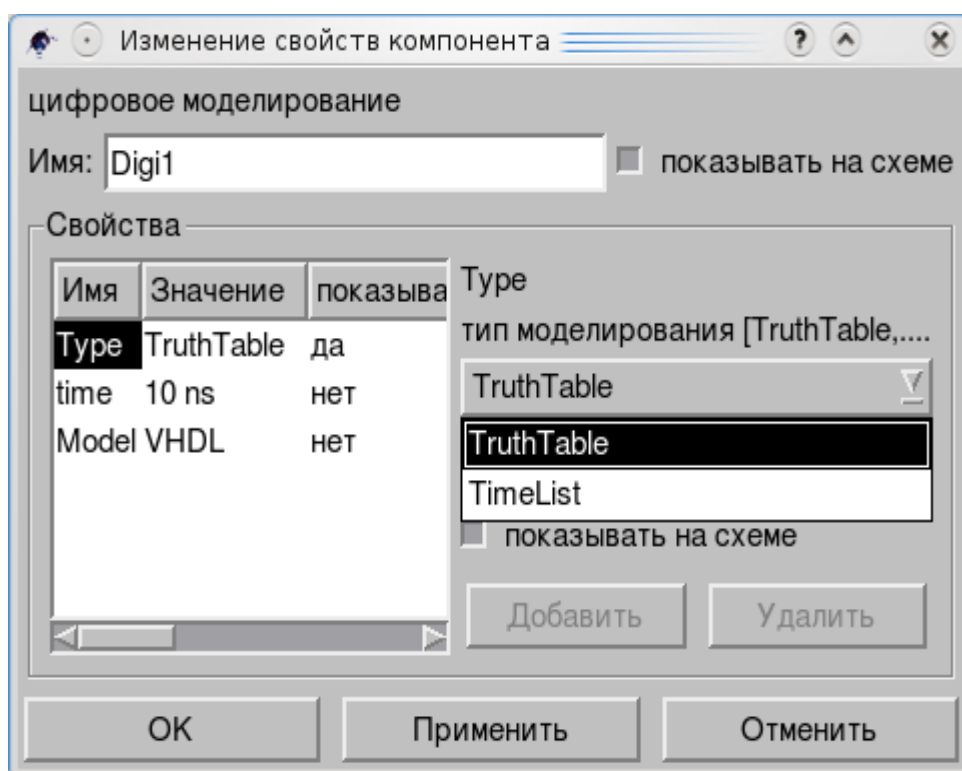 Изменение свойств компонента
цифровое моделирование
Имя: Digi1 показывать на схеме
Свойства
Имя Значение показыва
Type TruthTable да
time 10 ns нет
Model VHDL нет
Type
тип моделирования [TruthTable,....
TruthTable
TruthTable
TimeList
показывать на схеме
Добавить Удалить
OK Применить Отменить